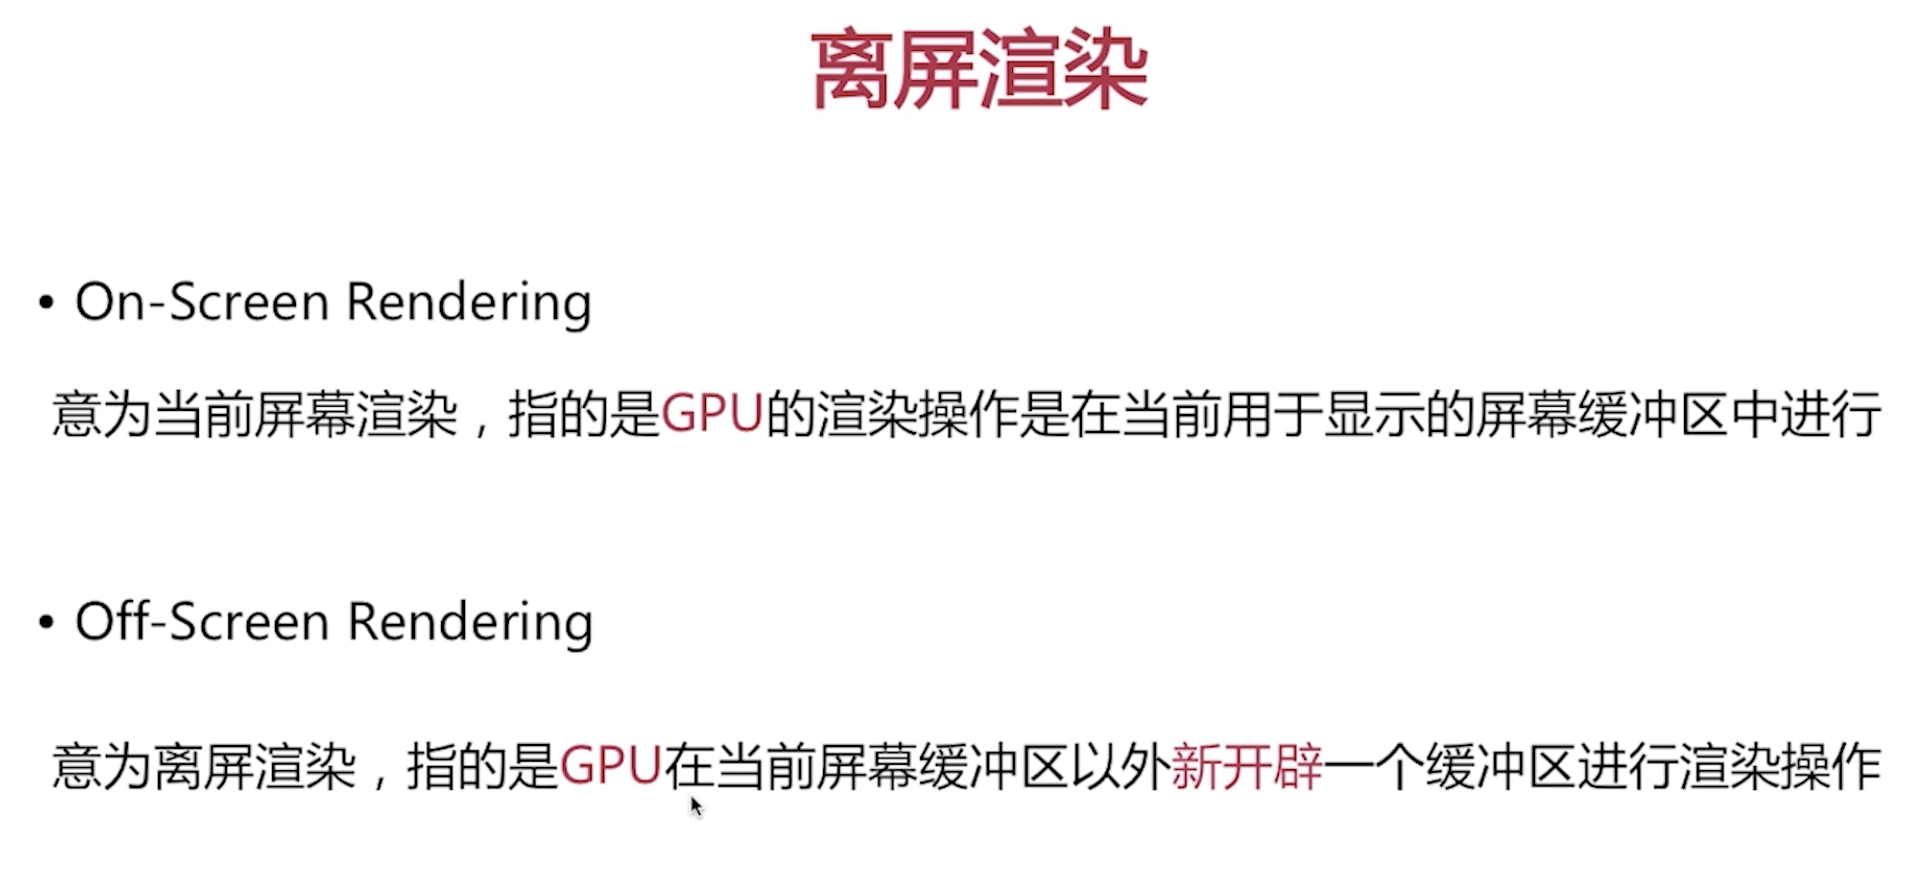 离屏渲染
• On-Screen Rendering
意为当前屏幕渲染，指的是GPU的渲染操作是在当前用于显示的屏幕缓冲区中进行
• Off-Screen Rendering
意为离屏渲染，指的是GPU在当前屏幕缓冲区以外新开辟一个缓冲区进行渲染操作